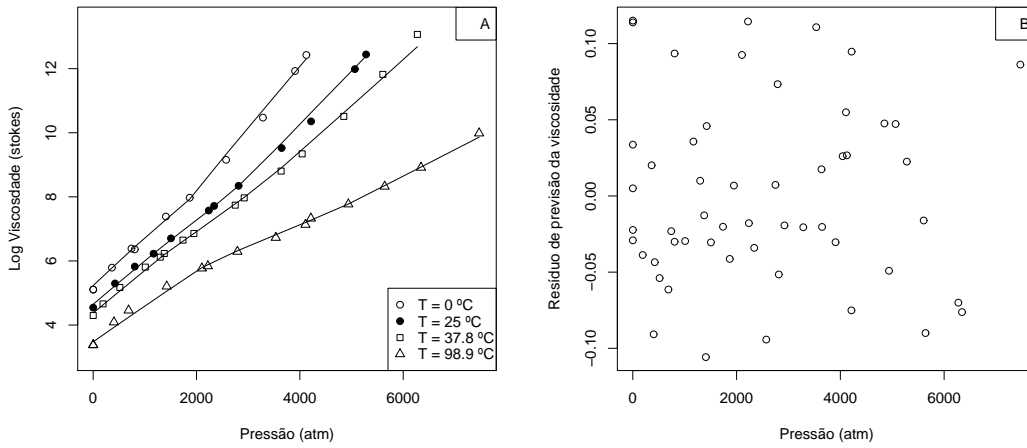 A
Log Viscosdade (stokes)
12
10
8
6
4
0
2000
4000
6000
Pressão (atm)
T = 0 ºC
T = 25 ºC
T = 37.8 ºC
T = 98.9 ºC
B
Resíduo de previsão da viscosidade
0.10
0.05
0.00
−0.05
−0.10
0
2000
4000
6000
Pressão (atm)